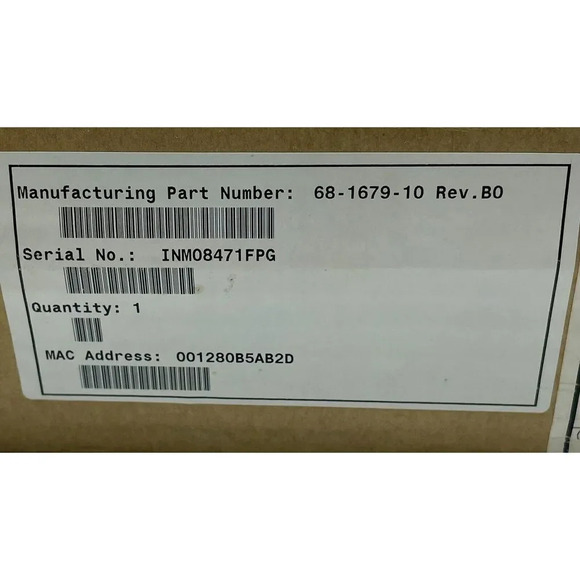 Manufacturing Part Number: 68-1679-10 Rev.B0
Serial No.: INM08471FPG
Quantity: 1
MAC Address: 001280B5AB2D